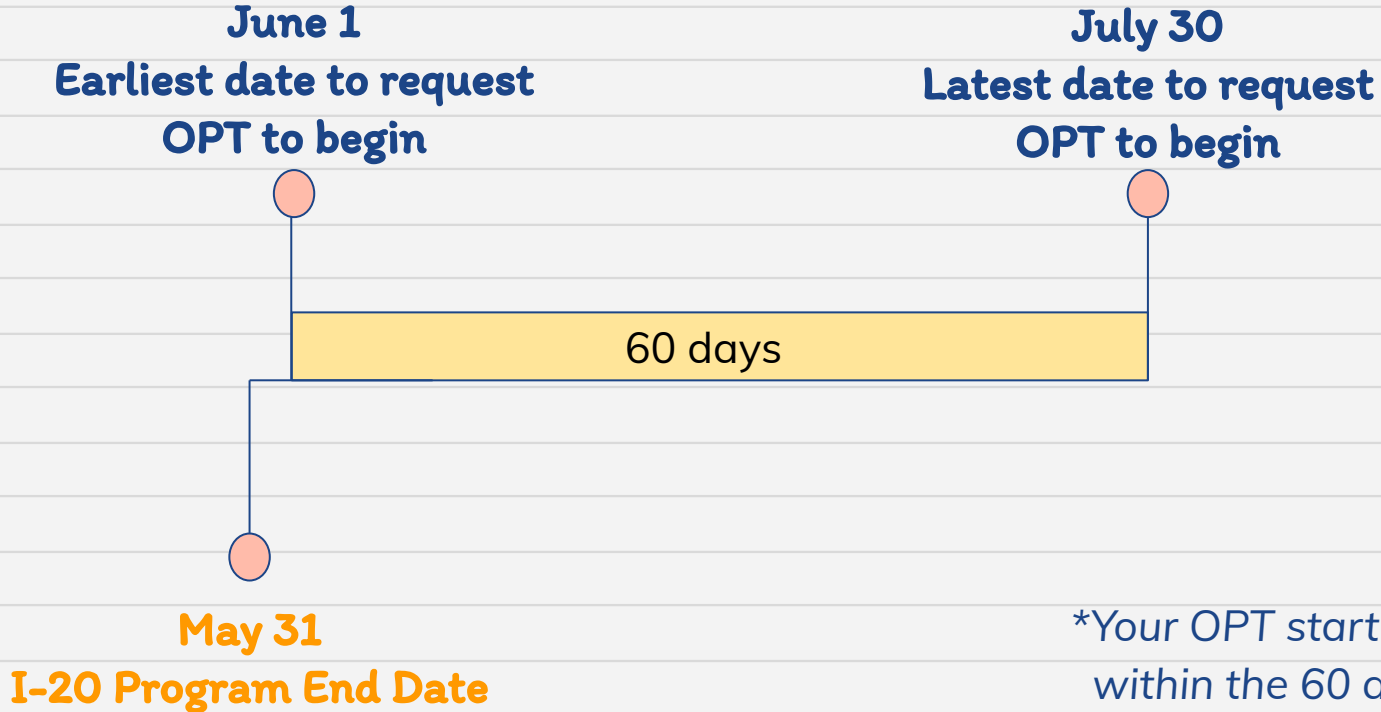 June 1
Earliest date to request
OPT to begin
July 30
Latest date to request
OPT to begin
60 days
May 31
I-20 Program End Date
*Your OPT start
within the 60